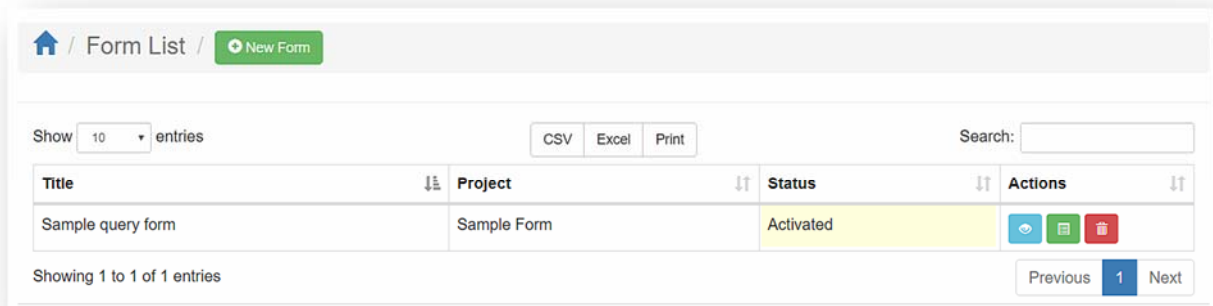 / Form List / New Form
Show 10 entries CSV Excel Print Search:
Title Project Status Actions
Sample query form Sample Form Activated
Showing 1 to 1 of 1 entries Previous 1 Next